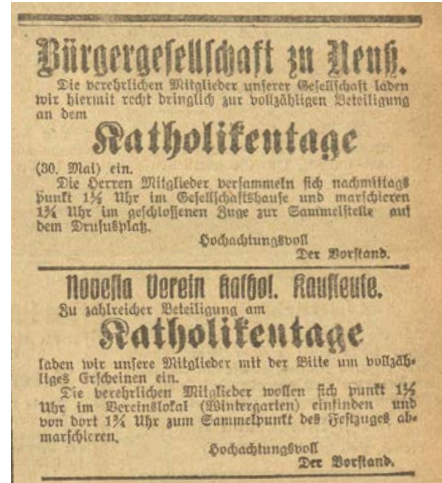 Bürgergesellschaft zu Neuß.
Die verehrlichen Mitglieder unserer Gesellschaft laden
wir hiermit recht dringlich zur vollzähligen Beteiligung
an dem
Katholikentage
(30. Mai) ein.
Die Herren Mitglieder versammeln sich nachmittags
punkt 1½ Uhr im Gesellschaftshause und marschieren
1¾ Uhr im geschlossenen Zuge zur Sammelstelle auf
dem Drususplatz.
Hochachtungsvoll
Der Vorstand.
Novesia Verein kathol. Kaufleute.
Zu zahlreicher Beteiligung am
Katholikentage
laden wir unsere Mitglieder mit der Bitte um vollzäh-
liges Erscheinen ein.
Die verehrlichen Mitglieder wollen sich punkt 1½
Uhr im Vereinslokal (Wintergarten) einfinden und
von dort 1¾ Uhr zum Sammelpunkt des Festzuges ab-
marschieren.
Hochachtungsvoll
Der Vorstand.